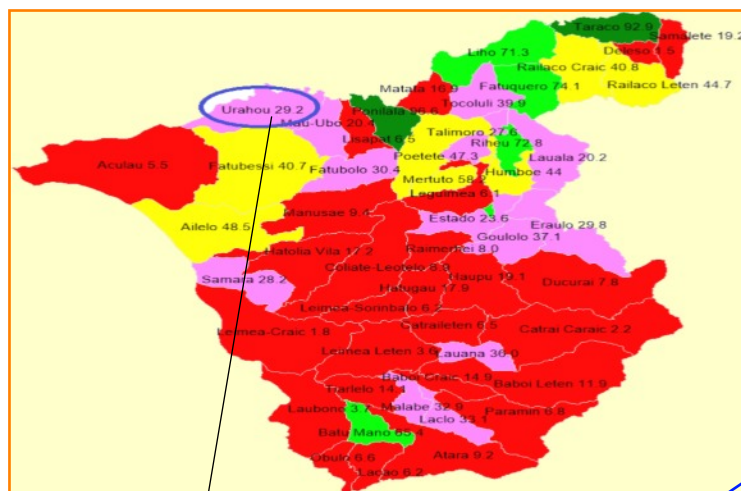 Taraco 92.9
Samalete 19.2
Liho 71.3
Deleso 1.5
Railaco Craic 40.8
Matata 16.9
Fatuquero 74.1
Railaco Leten 44.7
Urahou 29.2
Ponilala 96.6
Tocoluli 39.9
Mau-Ubo 20.4
Talimoro 27.6
Lisapat 6.5
Riheu 72.8
Aculau 5.5
Fatubessi 40.7
Fatubolo 30.4
Poetete 47.3
Lauala 20.2
Mertuto 58.2
Humboe 44
Leguimea 6.1
Manusae 9.4
Estado 23.6
Eraulo 29.8
Ailelo 48.5
Goulolo 37.1
Hatolia Vila 17.2
Raimerhei 8.0
Samara 28.2
Coliate-Leotelo 8.9
Haupu 19.1
Ducurai 7.8
Hatugau 17.9
Leimea-Sorinbalo 6.2
Leimea-Craic 1.8
Catraileten 6.5
Catrai Caraic 2.2
Leimea Leten 3.6
Lauana 36.0
Baboi Craic 14.9
Baboi Leten 11.9
Tiarlelo 14.1
Laubono 3.7
Malabe 32.9
Paramin 6.8
Laclo 33.1
Batu Mano 65.4
Obulo 6.6
Atara 9.2
Lacao 6.2